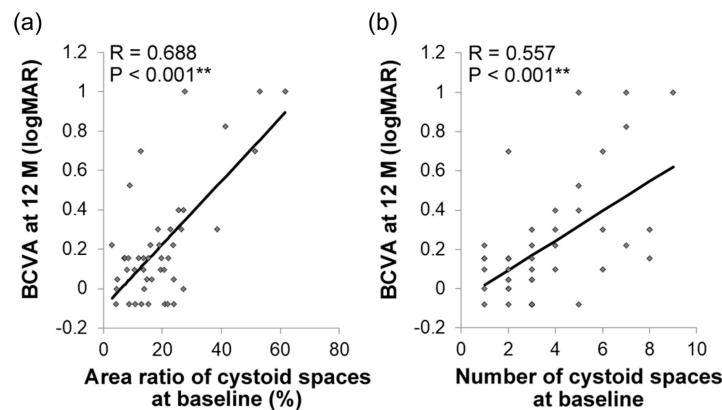 (a)
R = 0.688
P < 0.001**
BCVA at 12 M (logMAR)
1.2
1
0.8
0.6
0.4
0.2
0
-0.2
0
20
40
60
80
Area ratio of cystoid spaces
at baseline (%)
(b)
R = 0.557
P < 0.001**
BCVA at 12 M (logMAR)
1.2
1
0.8
0.6
0.4
0.2
0
-0.2
0
2
4
6
8
10
Number of cystoid spaces
at baseline